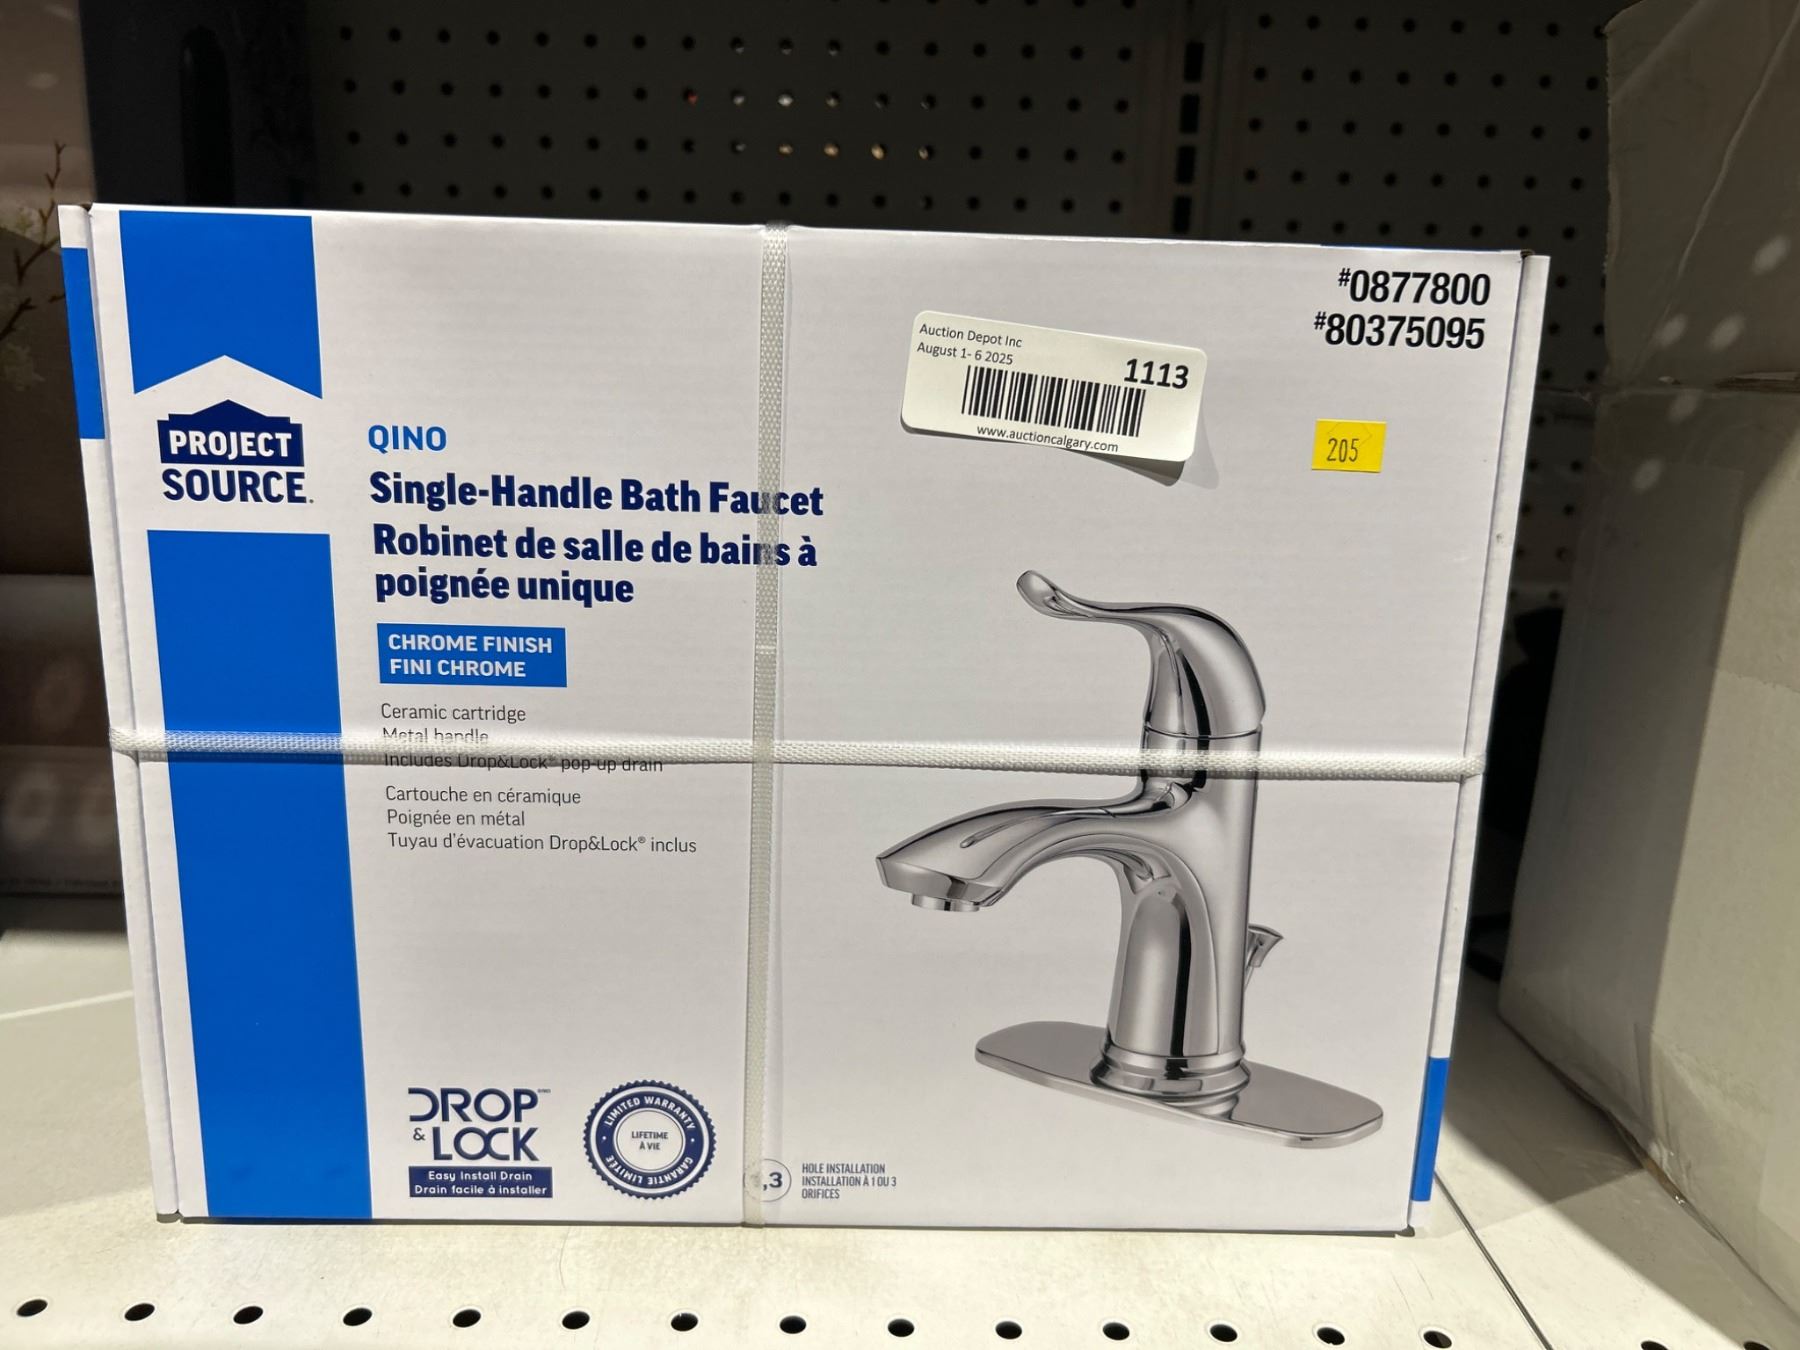 #0877800
#80375095
Auction Depot Inc
August 1- 6 2025
1113
www.auctioncalgary.com
205
PROJECT
SOURCE.
QINO
Single-Handle Bath Faucet
Robinet de salle de bains à
poignée unique
CHROME FINISH
FINI CHROME
Ceramic cartridge
Metal handle
Includes Drop&Lock® pop-up drain
Cartouche en céramique
Poignée en métal
Tuyau d'évacuation Drop&Lock® inclus
DROP
& LOCK
Easy Install Drain
Drain facile à installer
LIMITED WARRANTY
LIFETIME
À VIE
GARANTIE LIMITÉE
,3
HOLE INSTALLATION
INSTALLATION À 1 OU 3
ORIFICES